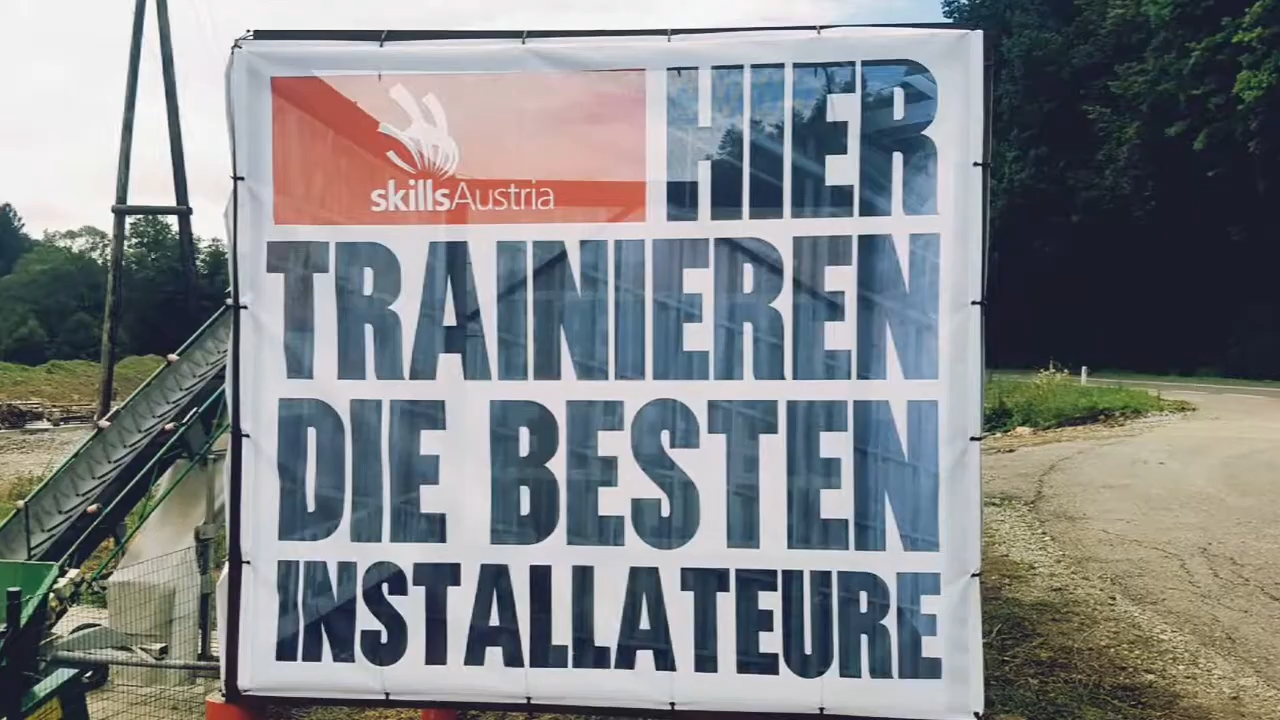 skillsAustria
HIER
TRAINIEREN
DIE BESTEN
INSTALLATEURE